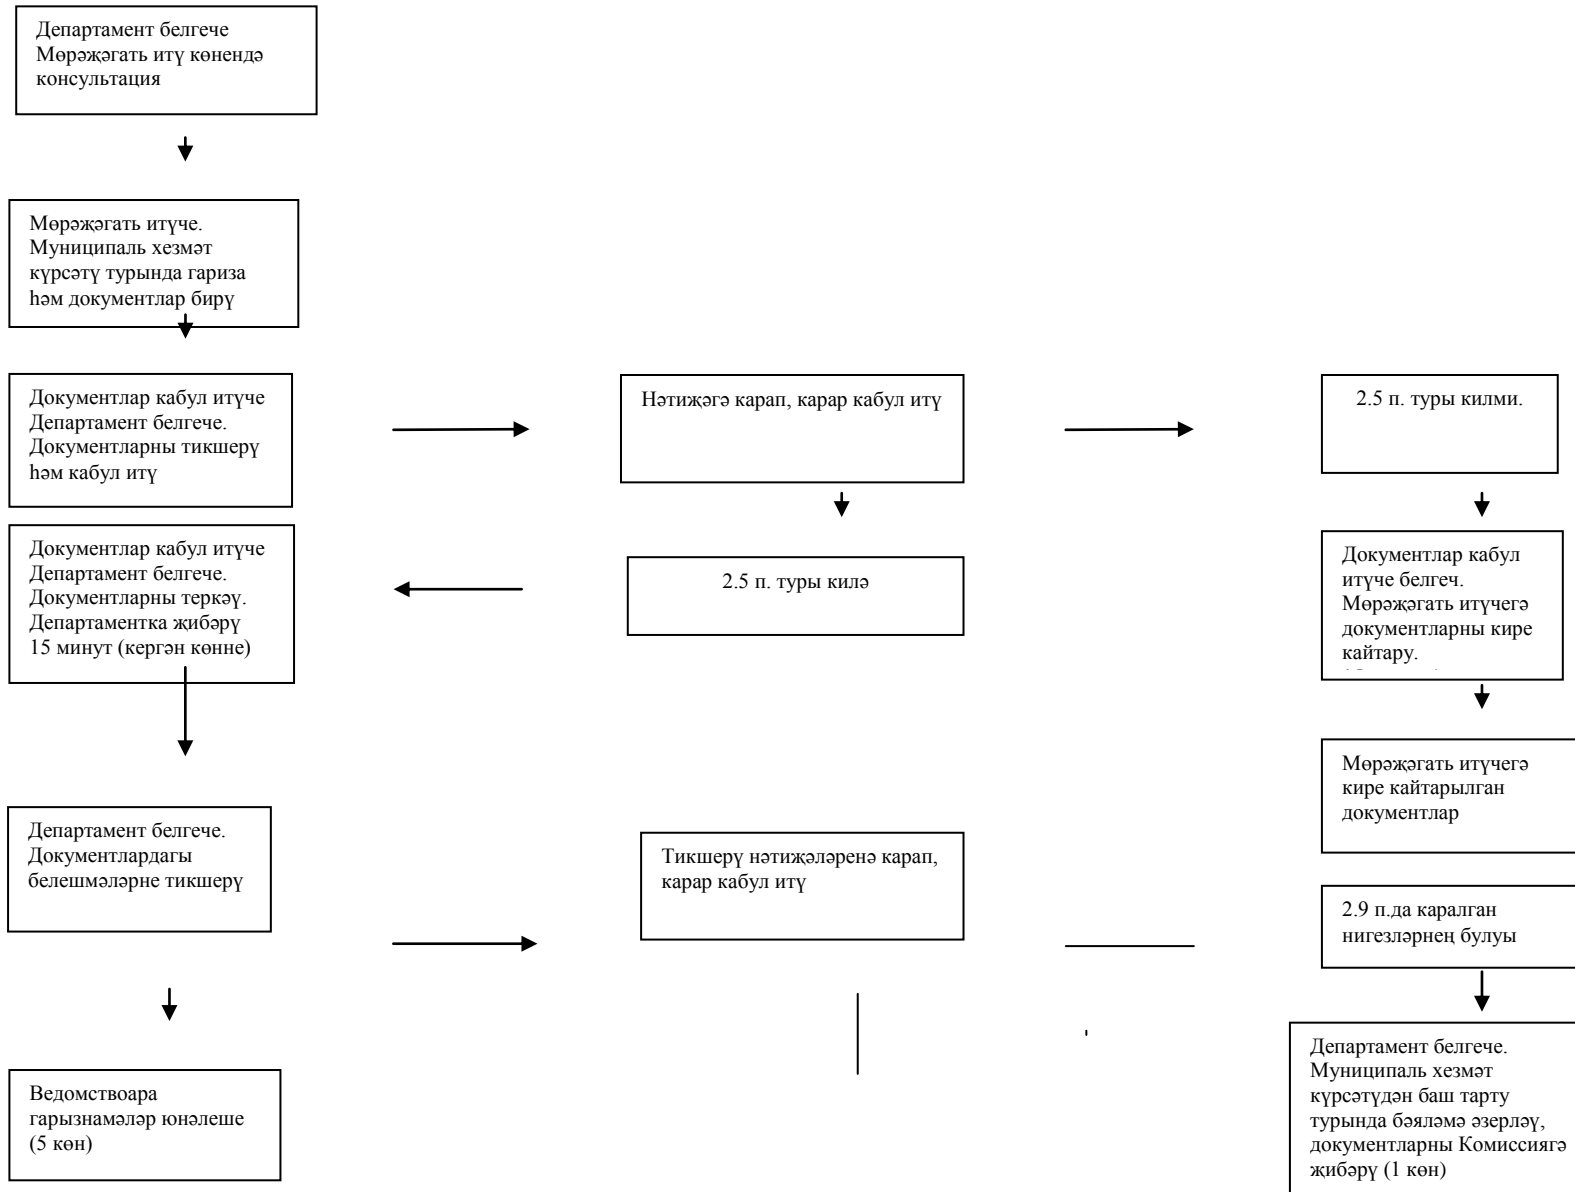 Департамент белгече
Мөрәҗәгать итү көнендә
консультация
Мөрәҗәгать итүче.
Муниципаль хезмәт
күрсәтү турында гариза
һәм документлар бирү
Документлар кабул итүче
Департамент белгече.
Документларны тикшерү
һәм кабул итү
Нәтиҗәгә карап, карар кабул итү
2.5 п. туры килми.
Документлар кабул итүче
Департамент белгече.
Документларны теркәү.
Департаментка җибәрү
15 минут (кергән көнне)
2.5 п. туры килә
Документлар кабул
итүче белгеч.
Мөрәҗәгать итүчегә
документларны кире
кайтару.
Мөрәҗәгать итүчегә
кире кайтарылган
документлар
Департамент белгече.
Документлардагы
белешмәләрне тикшерү
Тикшерү нәтиҗәләренә карап,
карар кабул итү
2.9 п.да каралган
нигезләрнең булуы
Ведомствоара
гарызнамәләр юнәлеше
(5 көн)
Департамент белгече.
Муниципаль хезмәт
күрсәтүдән баш тарту
турында бәяләмә әзерләү,
документларны Комиссиягә
җибәрү (1 көн)